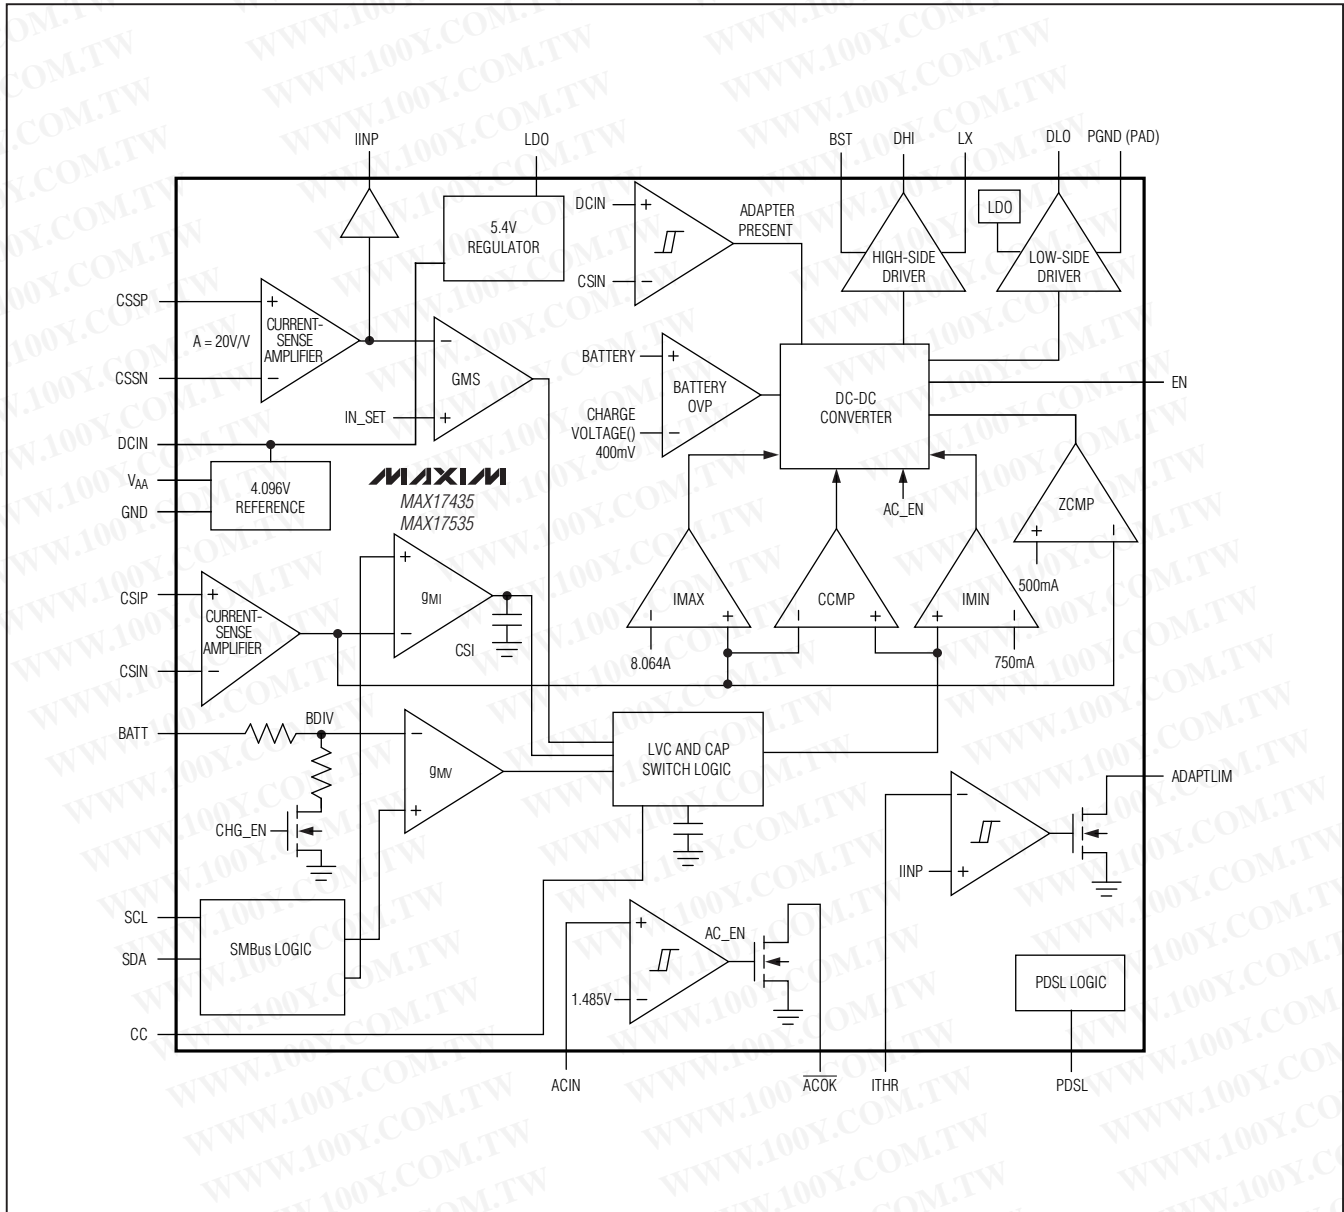 IINP
LDO
BST
DHI
LX
DLO
PGND (PAD)
DCIN
+
ADAPTER
PRESENT
CSIN
−
5.4V
REGULATOR
HIGH-SIDE
DRIVER
LDO
LOW-SIDE
DRIVER
CSSP
+
A = 20V/V
CURRENT-
SENSE
AMPLIFIER
CSSN
−
−
GMS
IN_SET
+
BATTERY
+
BATTERY
OVP
CHARGE
VOLTAGE()
400mV
−
DC-DC
CONVERTER
EN
DCIN
VAA
GND
4.096V
REFERENCE
MAXIM
MAX17435
MAX17535
AC_EN
ZCMP
+
−
500mA
CSIP
+
CURRENT-
SENSE
AMPLIFIER
CSIN
−
+
gMI
−
CSI
IMAX
−
+
8.064A
CCMP
−
+
IMIN
+
−
750mA
BATT
BDIV
−
gMV
+
CHG_EN
LVC AND CAP
SWITCH LOGIC
−
ADAPTLIM
IINP
+
SCL
SDA
SMBus LOGIC
+
AC_EN
1.485V
−
PDSL LOGIC
CC
ACIN
ACOK
ITHR
PDSL
WWW.100Y.COM.TW